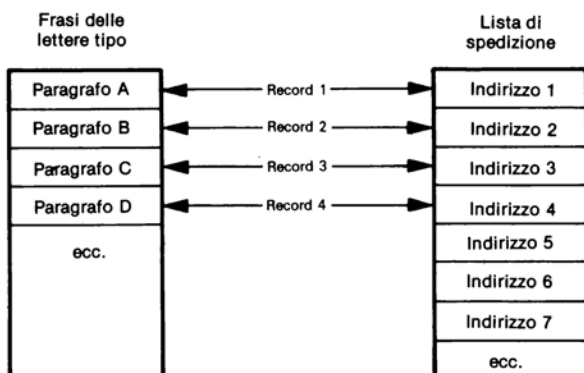 Frasi delle
lettere tipo
Lista di
spedizione
Paragrafo A
Record 1
Indirizzo 1
Paragrafo B
Record 2
Indirizzo 2
Paragrafo C
Record 3
Indirizzo 3
Paragrafo D
Record 4
Indirizzo 4
ecc.
Indirizzo 5
Indirizzo 6
Indirizzo 7
ecc.